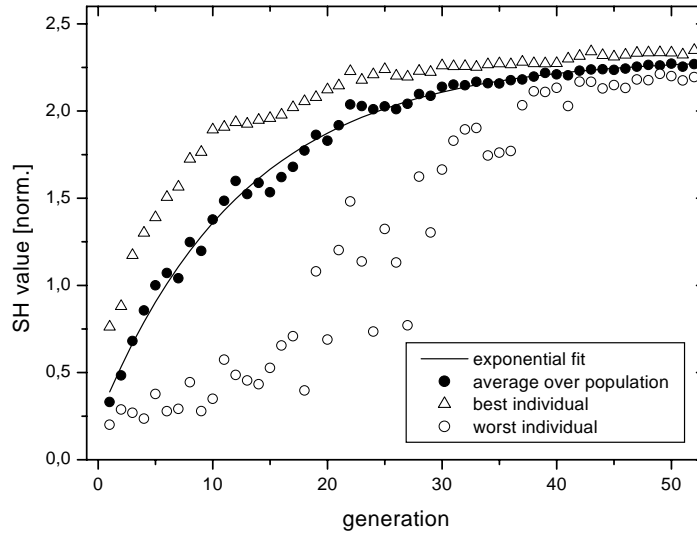 2,5
2,0
1,5
1,0
0,5
0,0
SH value [norm.]
exponential fit
average over population
best individual
worst individual
0 10 20 30 40 50
generation